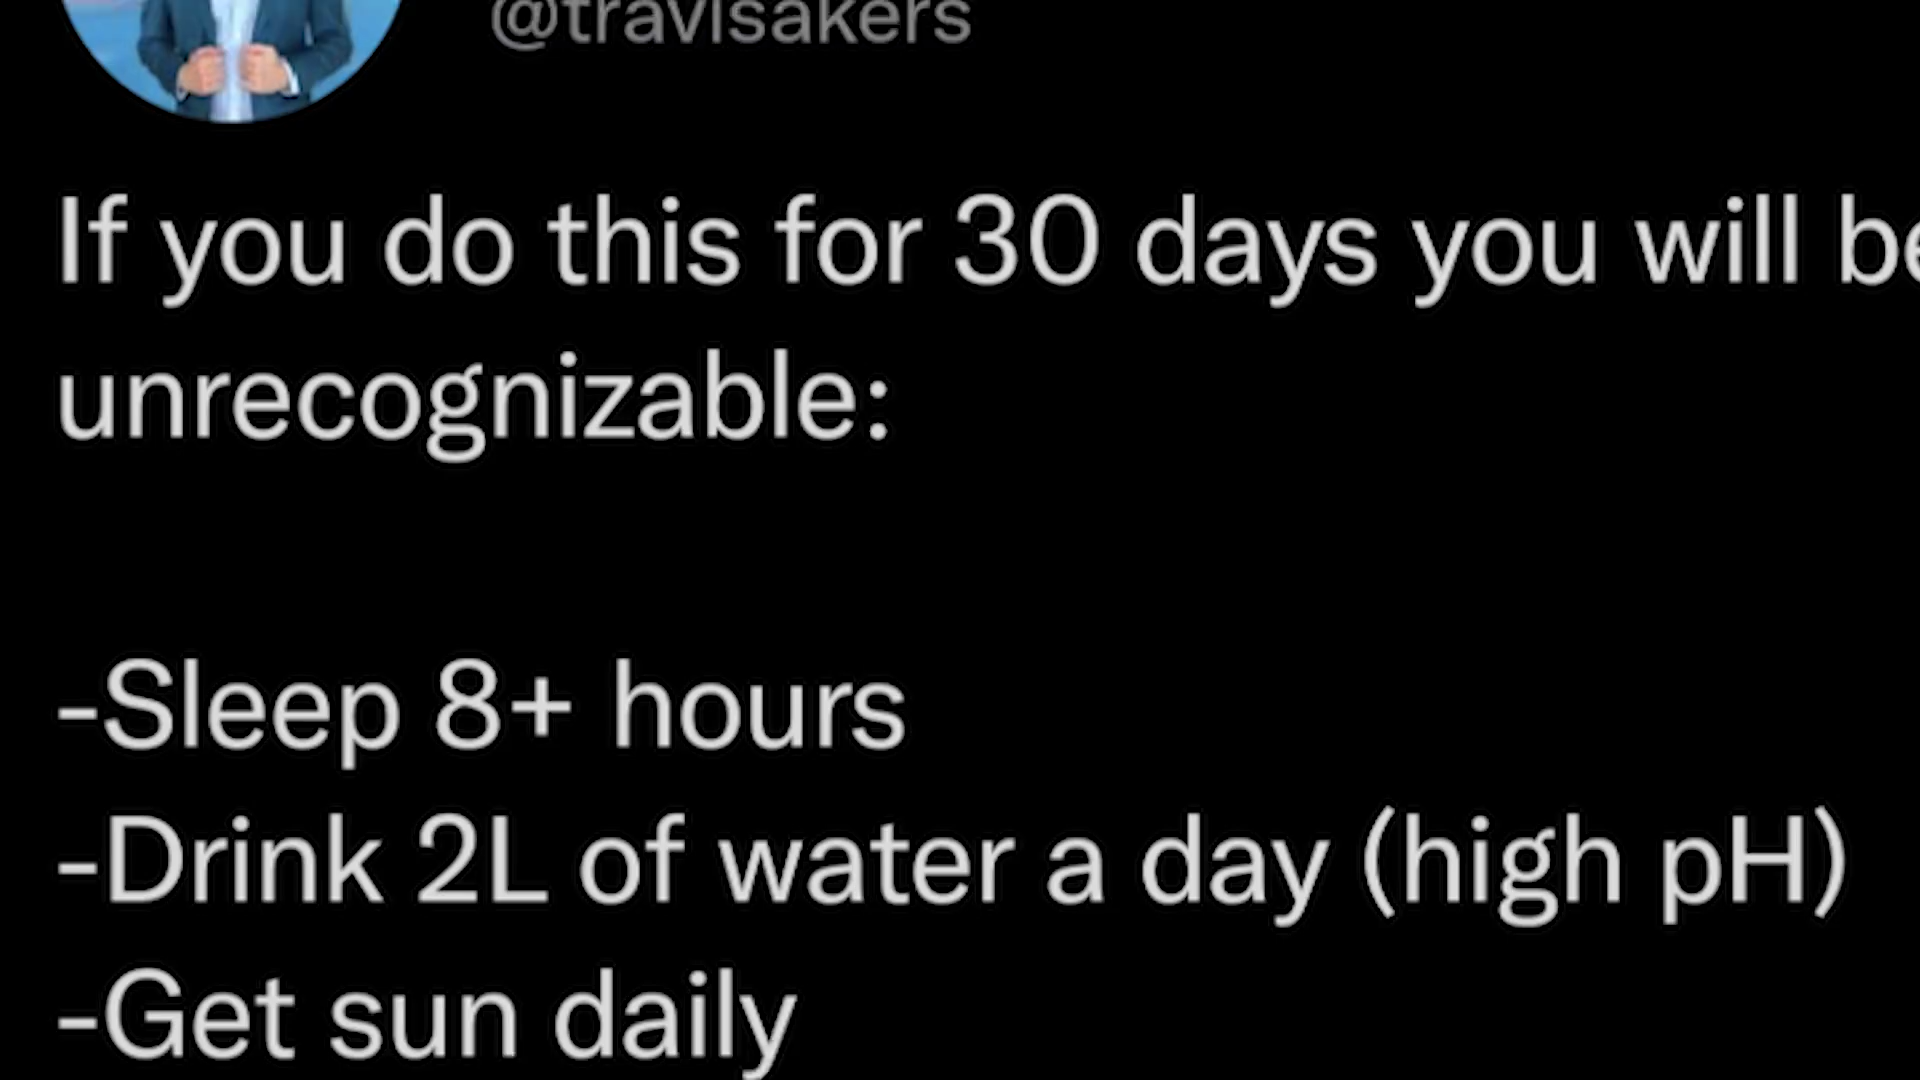 @travisakers
If you do this for 30 days you will be
unrecognizable:
-Sleep 8+ hours
-Drink 2L of water a day (high pH)
-Get sun daily